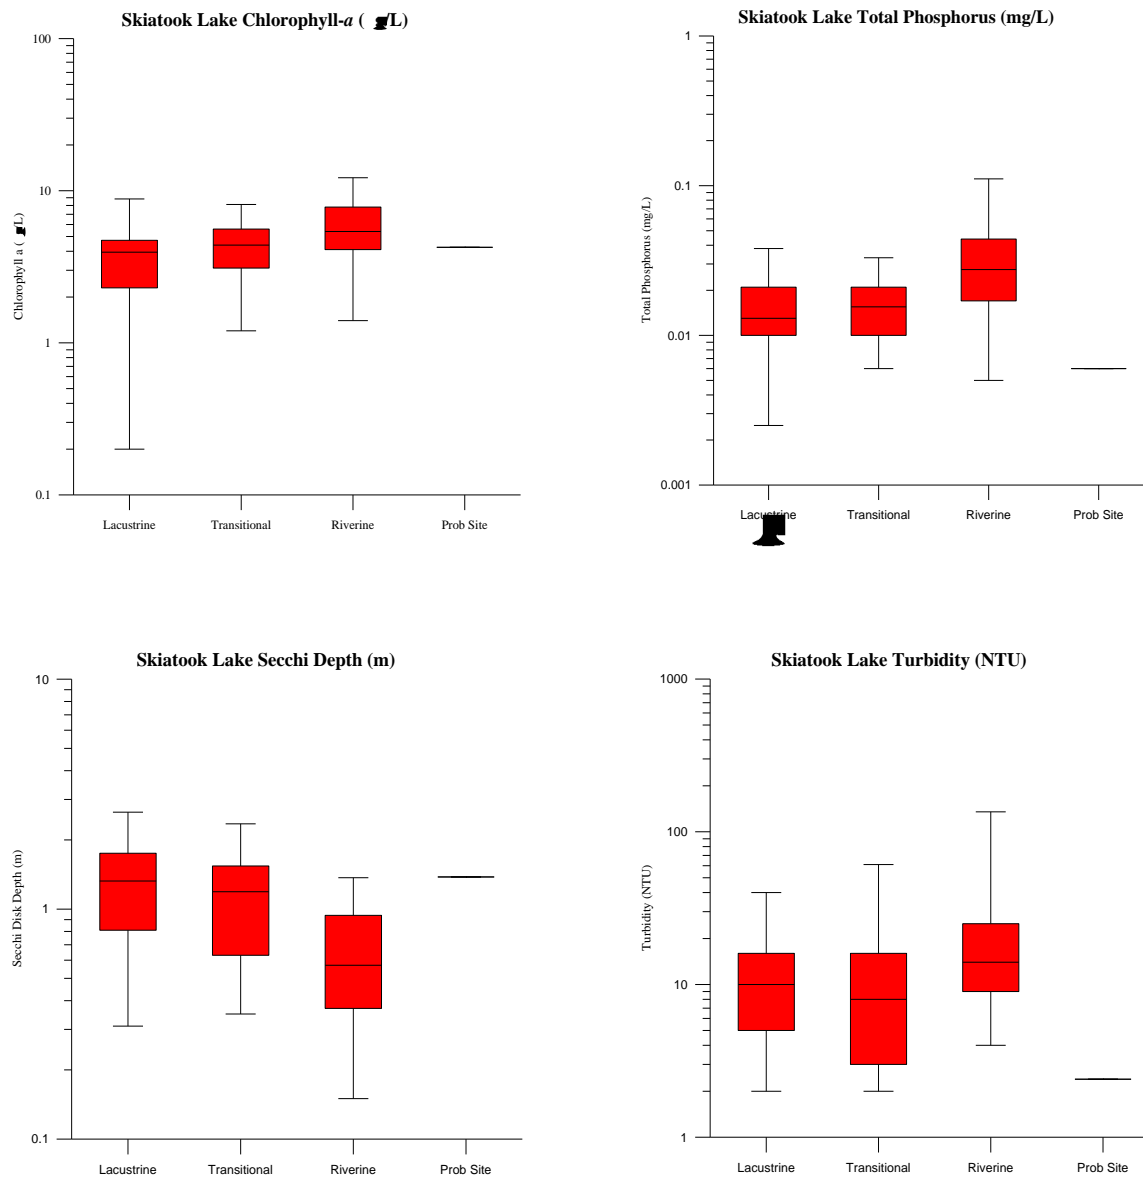 Skiatook Lake Chlorophyll-a ( g/L)
100
10
1
0.1
Chlorophyll a ( g/L)
Lacustrine Transitional Riverine Prob Site
Skiatook Lake Total Phosphorus (mg/L)
1
0.1
0.01
0.001
Total Phosphorus (mg/L)
Lacustrine Transitional Riverine Prob Site
Skiatook Lake Secchi Depth (m)
10
1
0.1
Secchi Disk Depth (m)
Lacustrine Transitional Riverine Prob Site
Skiatook Lake Turbidity (NTU)
1000
100
10
1
Turbidity (NTU)
Lacustrine Transitional Riverine Prob Site